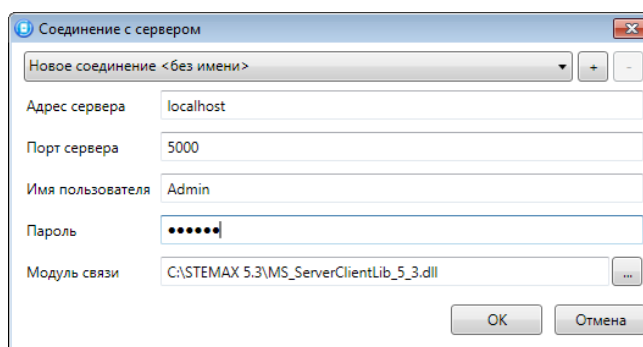 Соединение с сервером
Новое соединение <без имени>
+
-
Адрес сервера localhost
Порт сервера 5000
Имя пользователя Admin
Пароль ●●●●●●
Модуль связи C:\STEMAX 5.3\MS_ServerClientLib_5_3.dll ...
OK Отмена